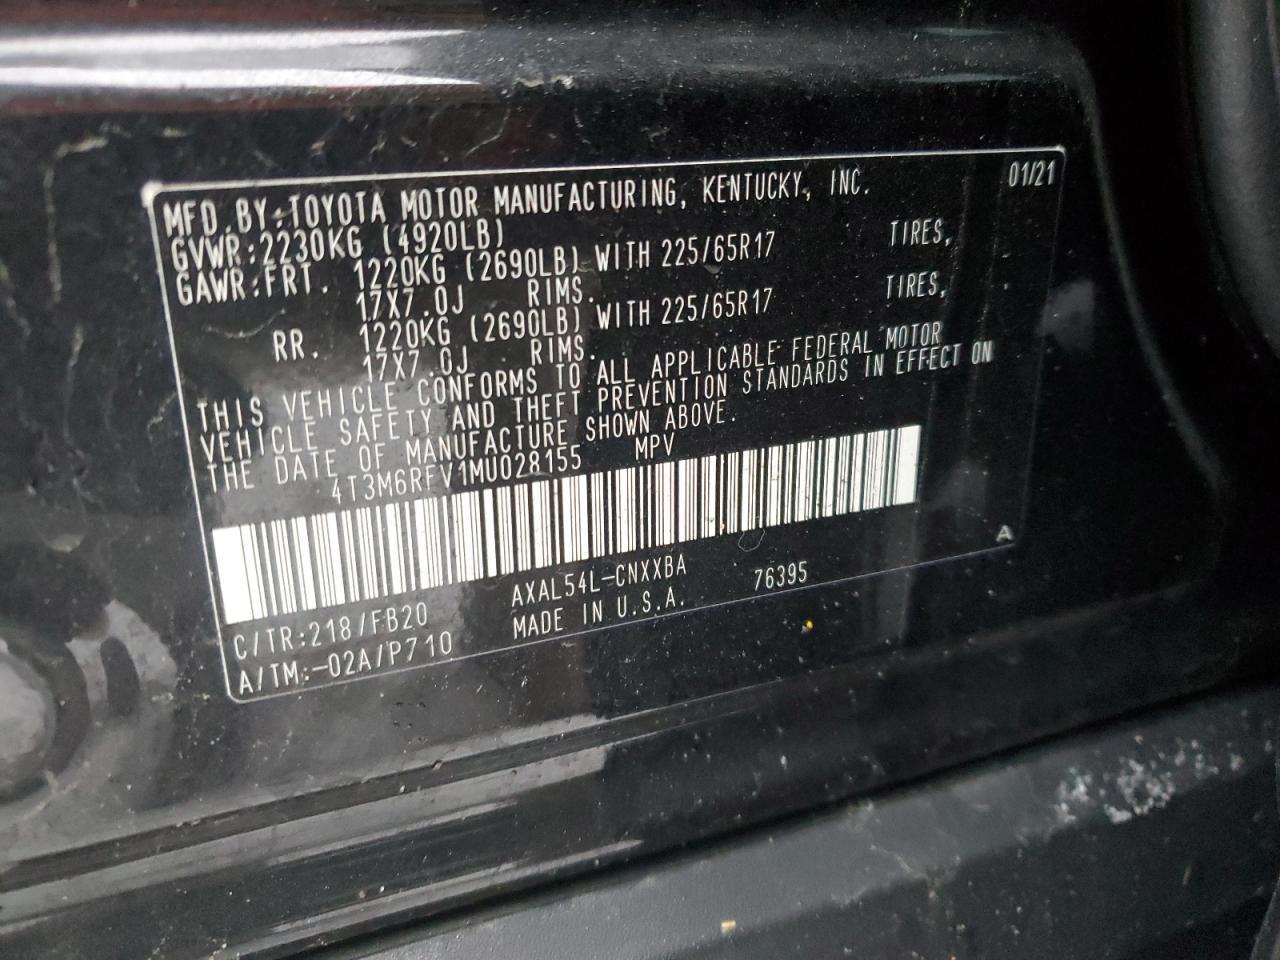 MFD.BY:TOYOTA MOTOR MANUFACTURING, KENTUCKY, INC. 01/21
GVWR:2230KG (4920LB)
GAWR:FRT. 1220KG (2690LB) WITH 225/65R17 TIRES,
17X7.0J RIMS.
RR. 1220KG (2690LB) WITH 225/65R17 TIRES,
17X7.0J RIMS.
THIS VEHICLE CONFORMS TO ALL APPLICABLE FEDERAL MOTOR
VEHICLE SAFETY AND THEFT PREVENTION STANDARDS IN EFFECT ON
THE DATE OF MANUFACTURE SHOWN ABOVE.
4T3M6RFV1MU028155 MPV
A
C/TR:218/FB20 AXAL54L-CNXXBA 76395
A/TM:-02A/P710 MADE IN U.S.A.